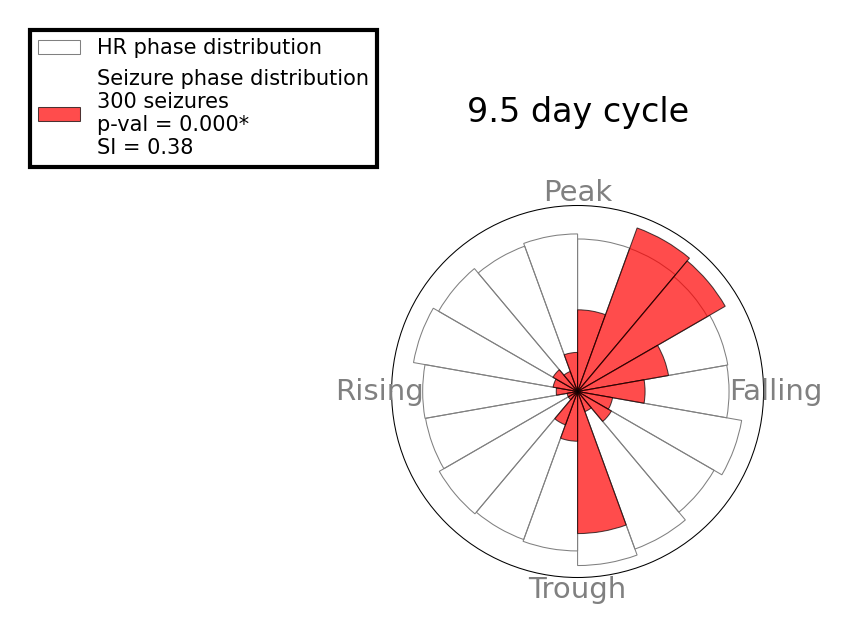 HR phase distribution
Seizure phase distribution
300 seizures
p-val = 0.000*
SI = 0.38
9.5 day cycle
Peak
Rising
Falling
Trough